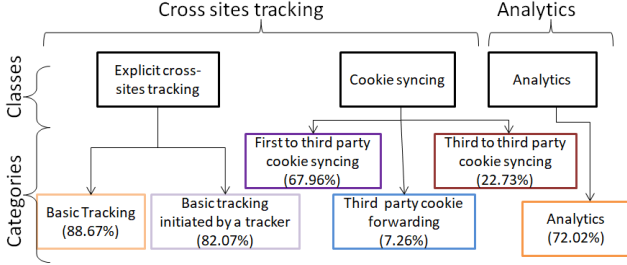 Cross sites tracking
Analytics
Classes
Explicit cross-
sites tracking
Cookie syncing
Analytics
Categories
First to third party
cookie syncing
(67.96%)
Third to third party
cookie syncing
(22.73%)
Basic Tracking
(88.67%)
Basic tracking
initiated by a tracker
(82.07%)
Third party cookie
forwarding
(7.26%)
Analytics
(72.02%)